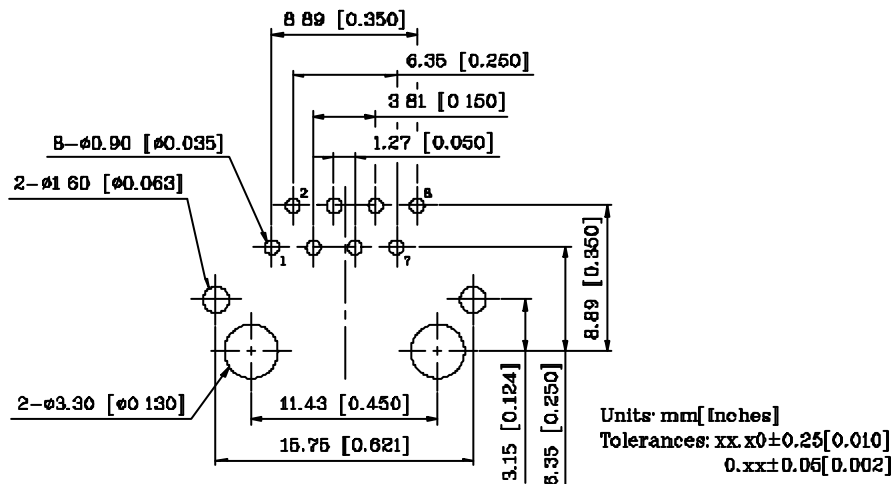 8.89 [0.350]
6.35 [0.250]
3.81 [0.150]
1.27 [0.050]
8-ø0.90 [ø0.035]
2-ø1.60 [ø0.063]
2
8
1
7
8.89 [0.350]
3.15 [0.124]
6.35 [0.250]
2-ø3.30 [ø0.130]
11.43 [0.450]
15.75 [0.621]
Units: mm[Inches]
Tolerances: xx.x0±0.25[0.010]
0.xx±0.05[0.002]